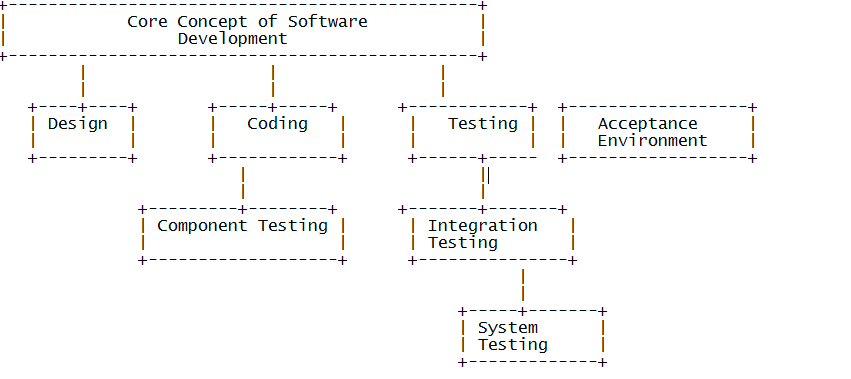 Core Concept of Software
Development
Design
Coding
Testing
Acceptance
Environment
Component Testing
Integration
Testing
System
Testing